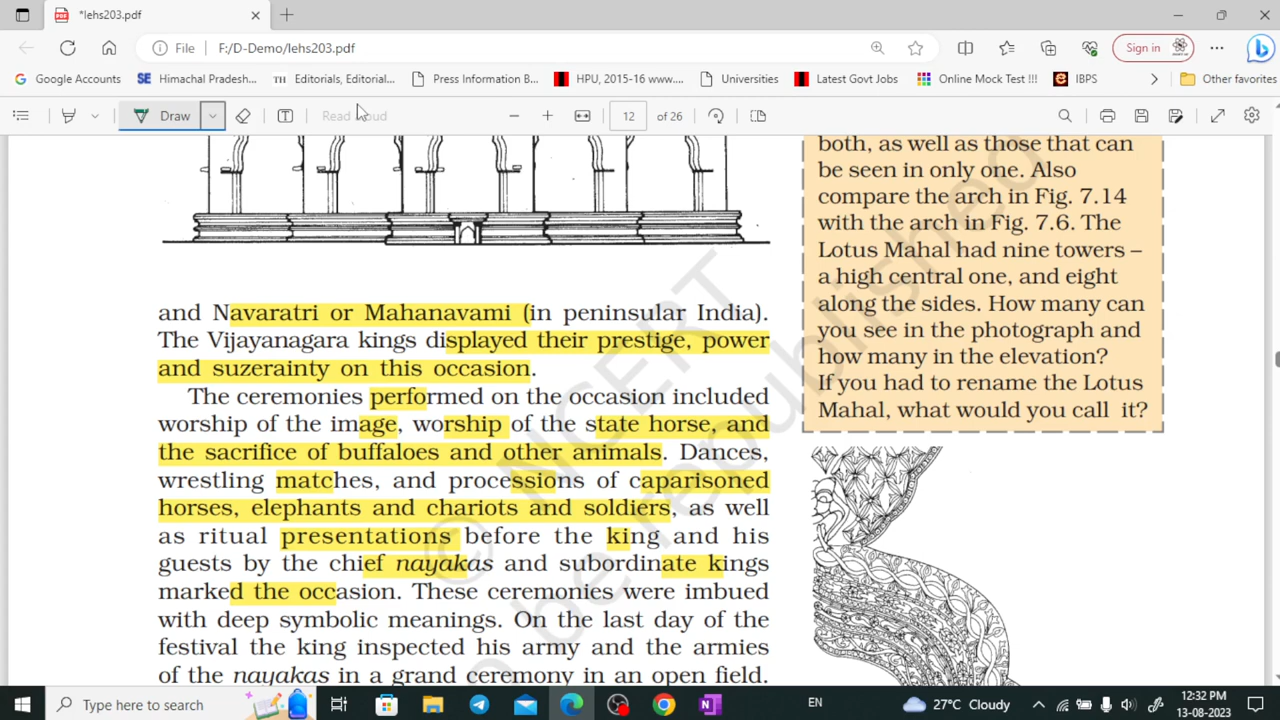 *lehs203.pdf
File
F:/D-Demo/lehs203.pdf
Sign in
Google Accounts
Himachal Pradesh...
Editorials, Editorial...
Press Information B...
HPU, 2015-16 www....
Universities
Latest Govt Jobs
Online Mock Test !!!
IBPS
Other favorites
Draw
Read aloud
12
of 26
both, as well as those that can
be seen in only one. Also
compare the arch in Fig. 7.14
with the arch in Fig. 7.6. The
Lotus Mahal had nine towers –
a high central one, and eight
along the sides. How many can
you see in the photograph and
how many in the elevation?
If you had to rename the Lotus
Mahal, what would you call it?
and Navaratri or Mahanavami (in peninsular India).
The Vijayanagara kings displayed their prestige, power
and suzerainty on this occasion.
The ceremonies performed on the occasion included
worship of the image, worship of the state horse, and
the sacrifice of buffaloes and other animals. Dances,
wrestling matches, and processions of caparisoned
horses, elephants and chariots and soldiers, as well
as ritual presentations before the king and his
guests by the chief nayakas and subordinate kings
marked the occasion. These ceremonies were imbued
with deep symbolic meanings. On the last day of the
festival the king inspected his army and the armies
of the nayakas in a grand ceremony in an open field.
© NCERT
be republished
Type here to search
EN
27°C Cloudy
12:32 PM
13-08-2023